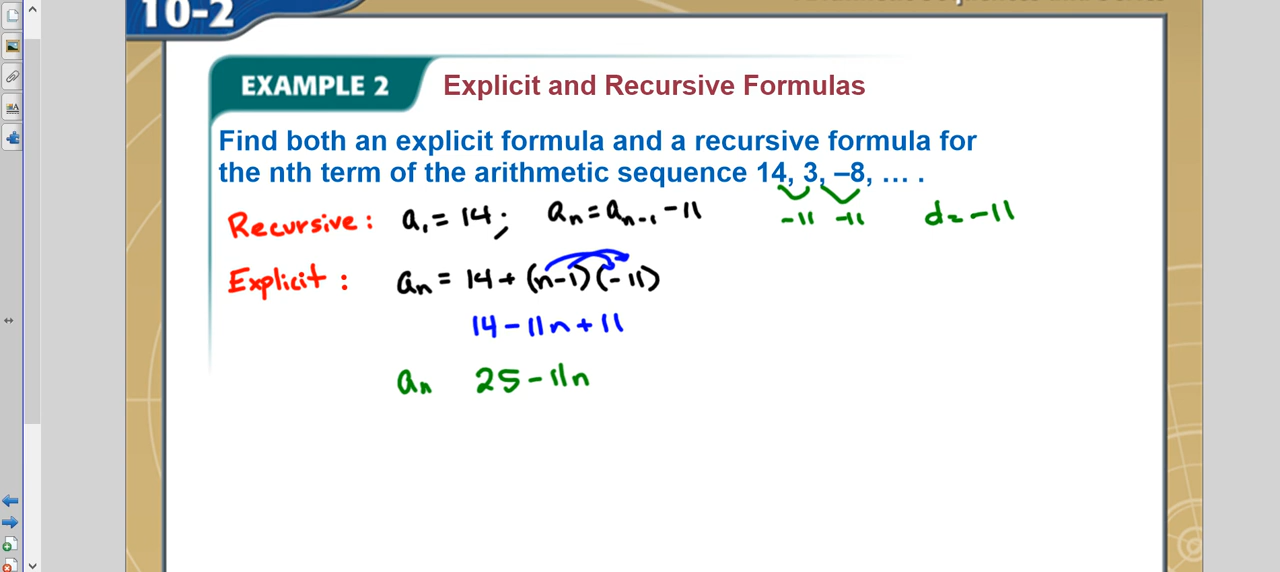 10-2
EXAMPLE 2 Explicit and Recursive Formulas
Find both an explicit formula and a recursive formula for
the nth term of the arithmetic sequence 14, 3, –8, … .
Recursive: a₁ = 14; aₙ = aₙ₋₁ - 11
-11 -11 d = -11
Explicit: aₙ = 14 + (n-1)(-11)
14 - 11n + 11
aₙ 25 - 11n